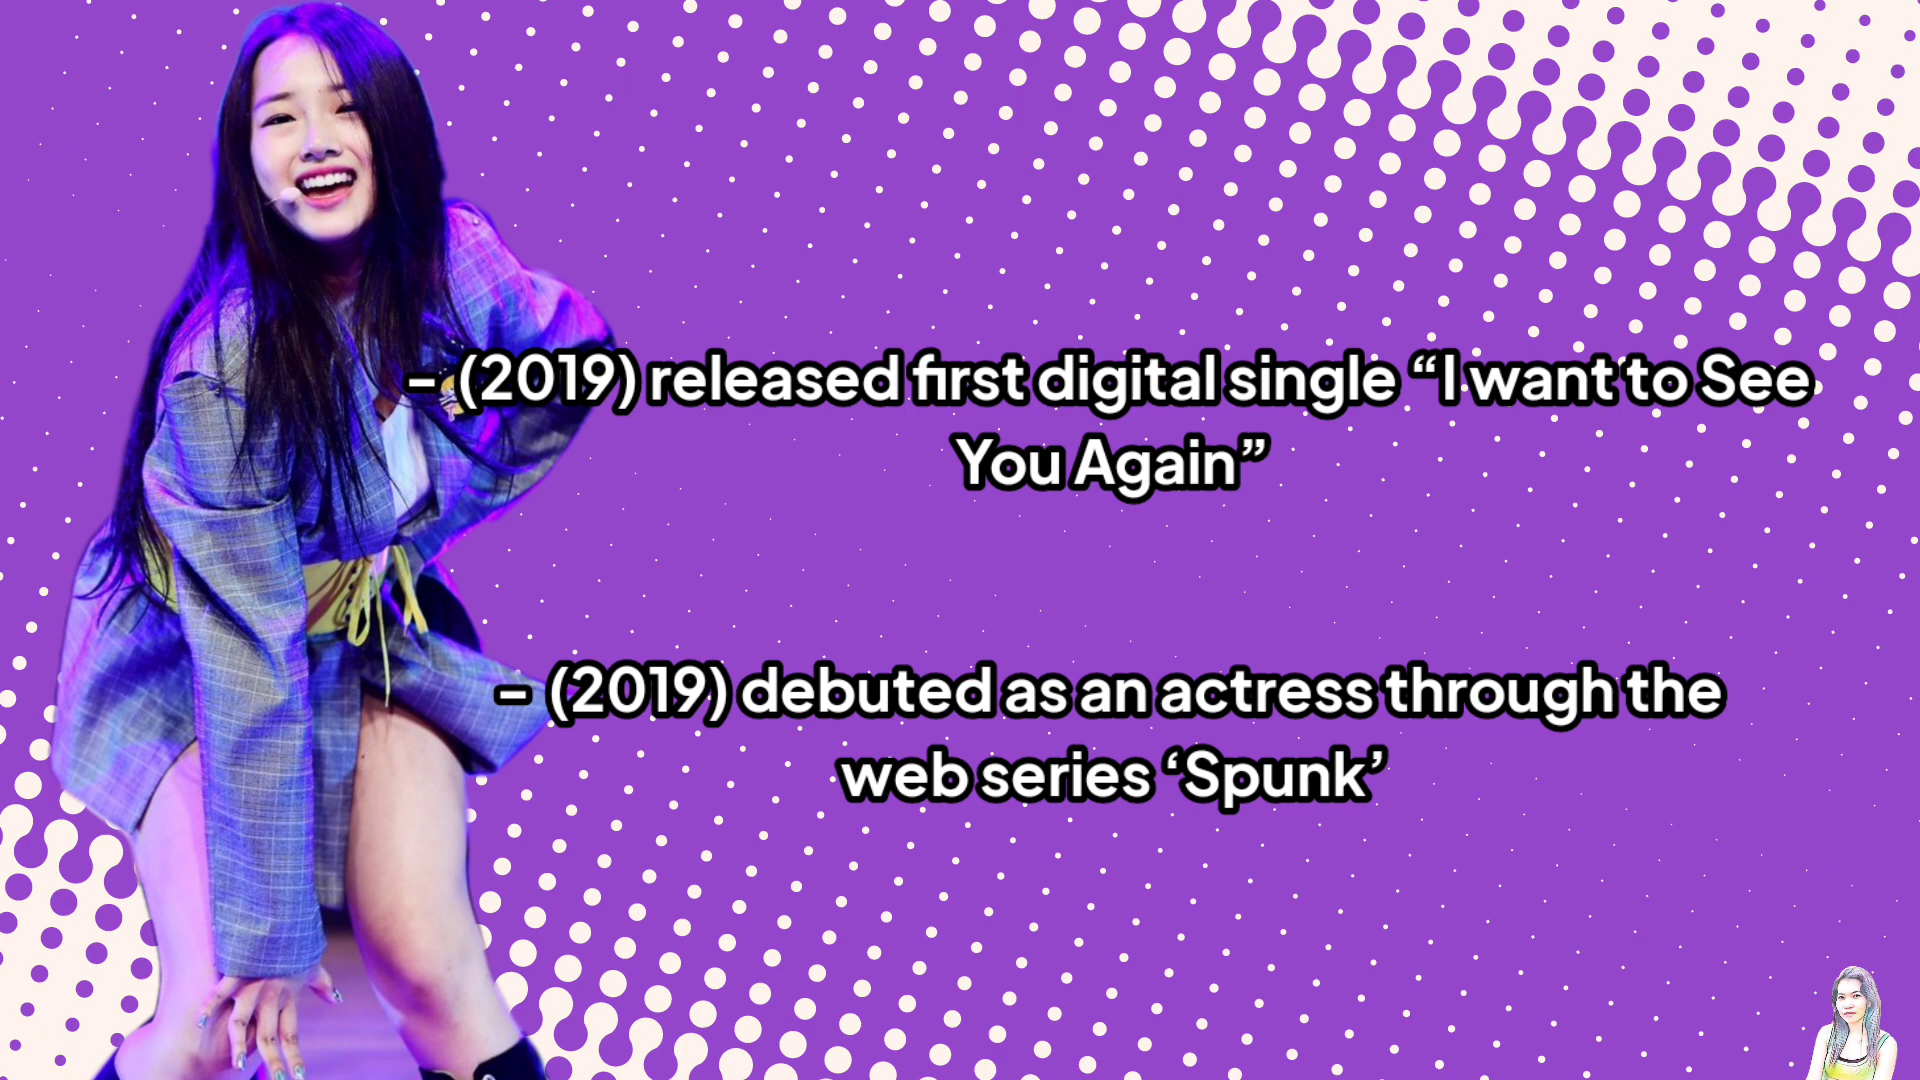 - (2019) released first digital single “I want to See
You Again”
- (2019) debuted as an actress through the
web series ‘Spunk’